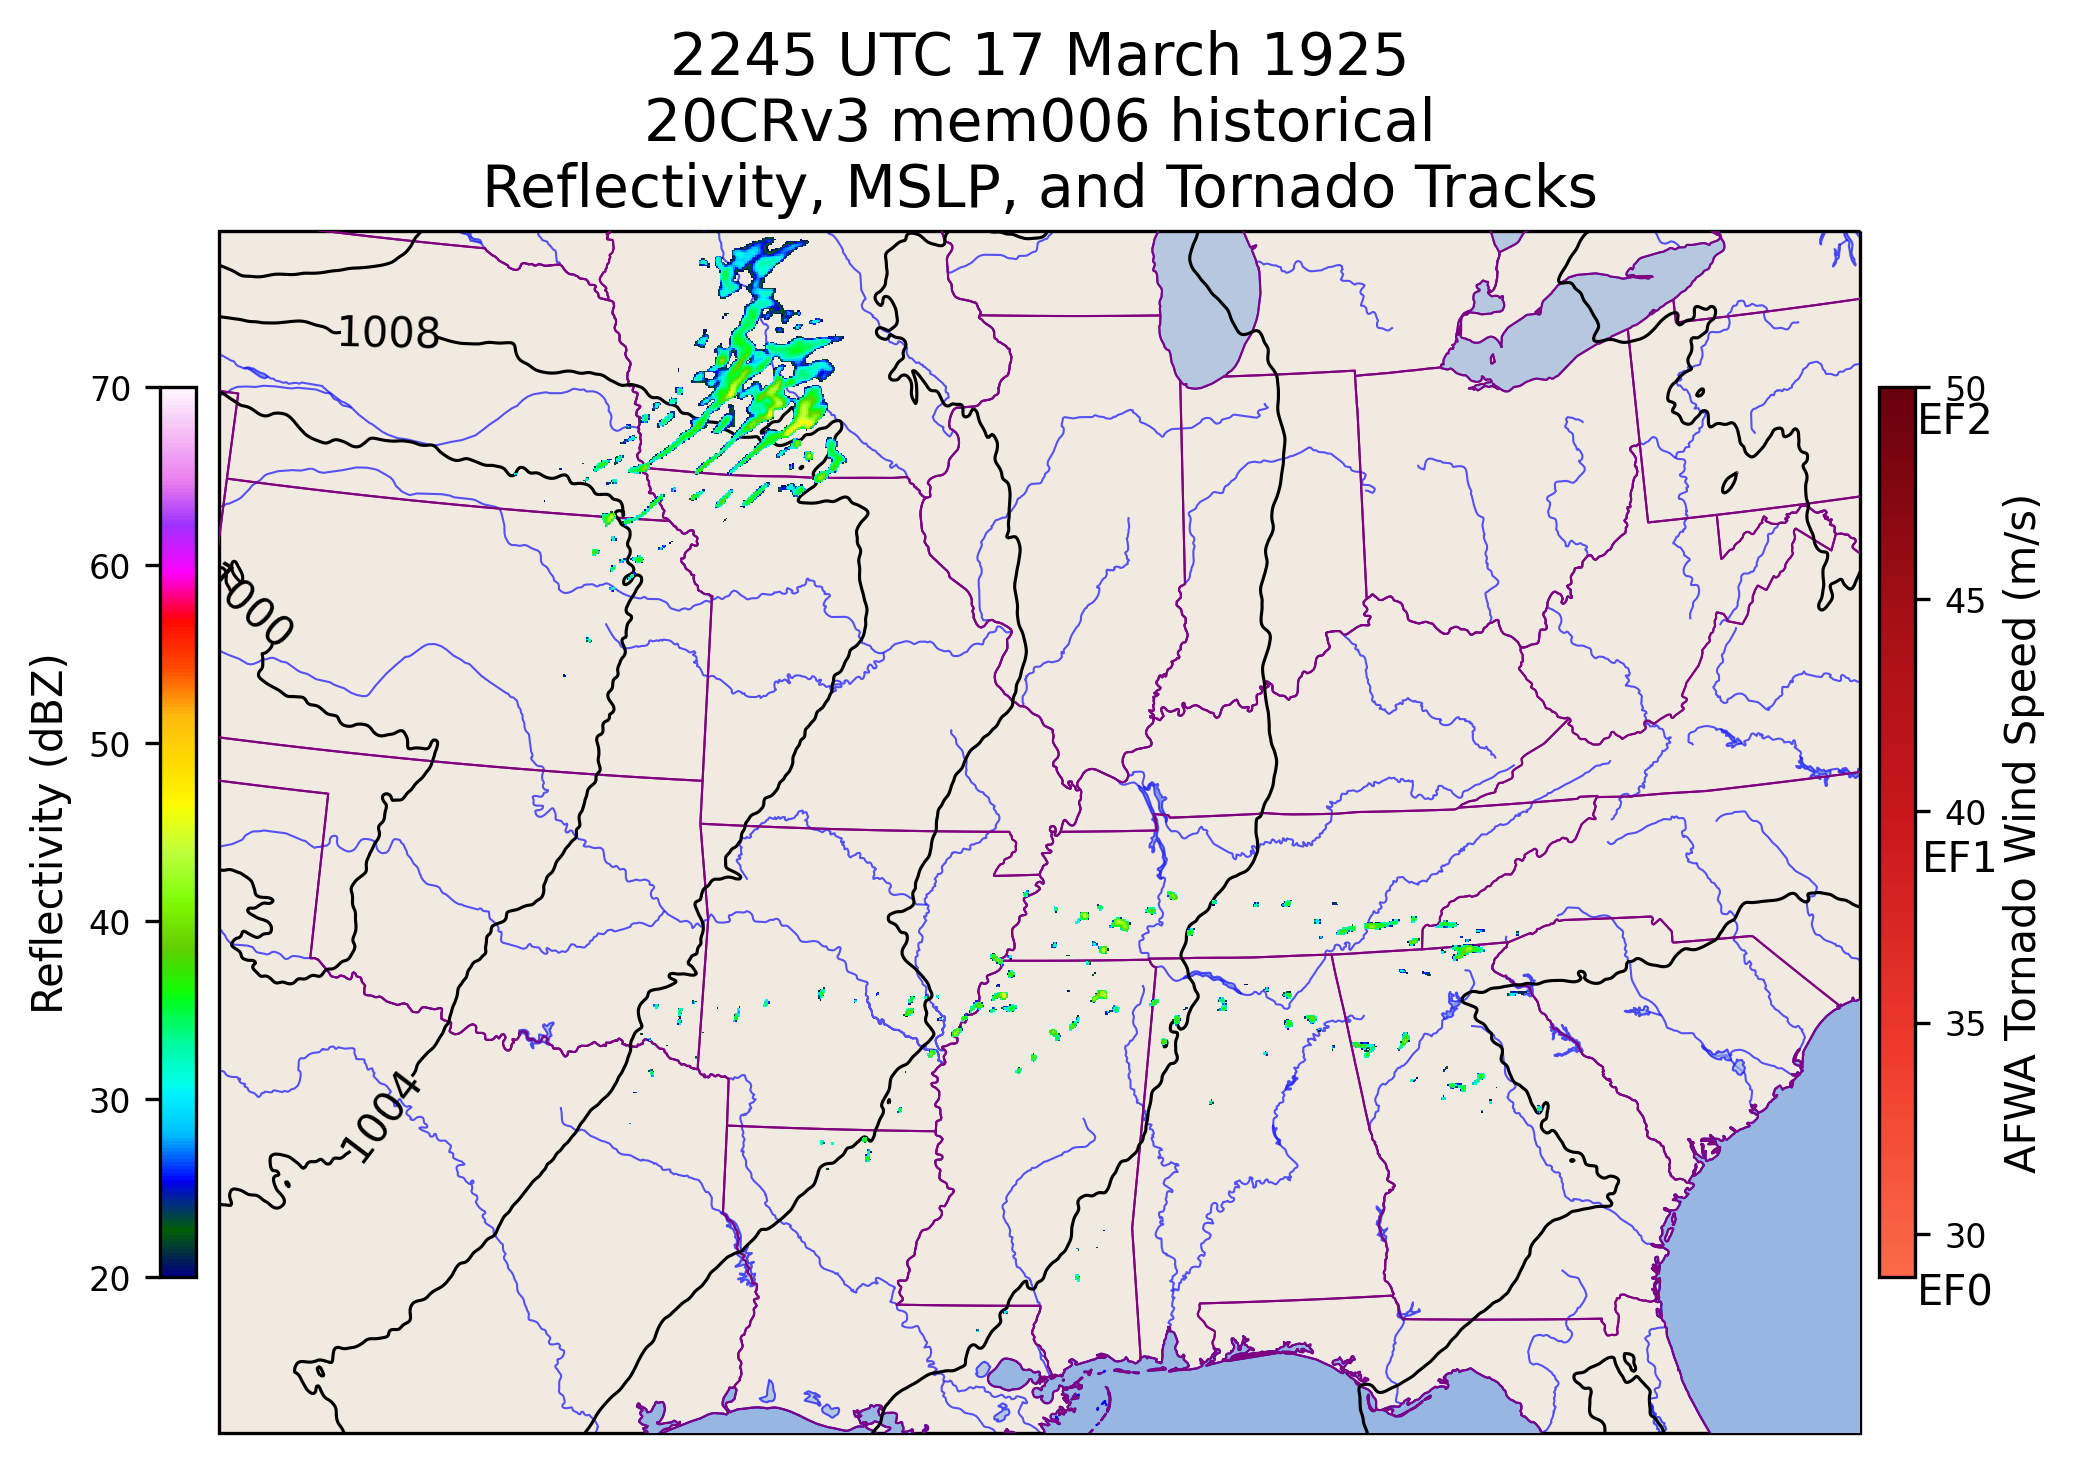 2245 UTC 17 March 1925
20CRv3 mem006 historical
Reflectivity, MSLP, and Tornado Tracks
1008
1000
1004
70
60
50
40
30
20
Reflectivity (dBZ)
50
EF2
45
40
EF1
35
30
EF0
AFWA Tornado Wind Speed (m/s)